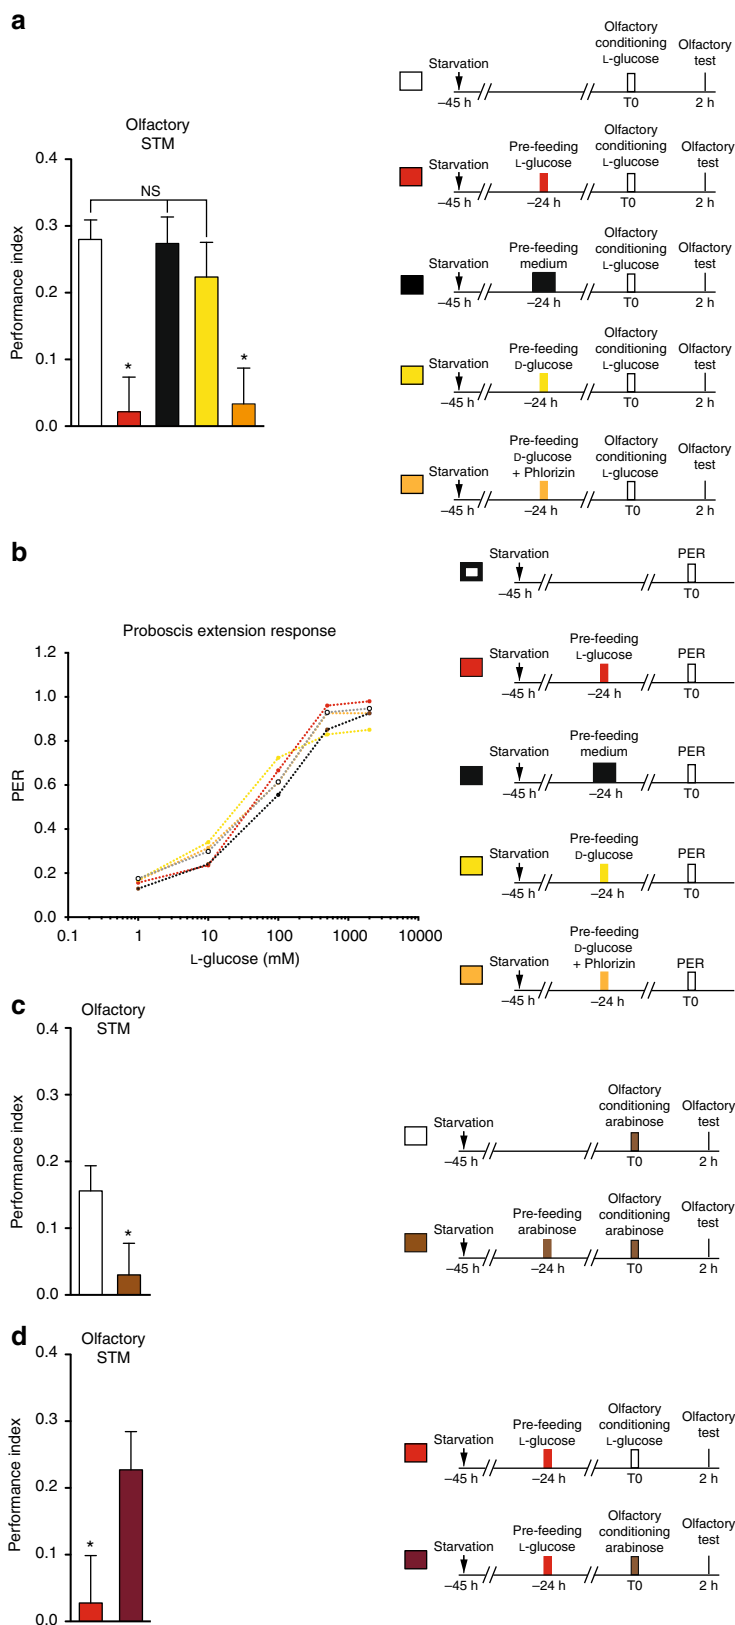 a
Olfactory
STM
0.4
0.3
0.2
0.1
0.0
Performance index
NS
*
*
Starvation
–45 h
Olfactory
conditioning
L-glucose
T0
Olfactory
test
2 h
Starvation
–45 h
Pre-feeding
L-glucose
–24 h
Olfactory
conditioning
L-glucose
T0
Olfactory
test
2 h
Starvation
–45 h
Pre-feeding
medium
–24 h
Olfactory
conditioning
L-glucose
T0
Olfactory
test
2 h
Starvation
–45 h
Pre-feeding
D-glucose
–24 h
Olfactory
conditioning
L-glucose
T0
Olfactory
test
2 h
Starvation
–45 h
Pre-feeding
D-glucose
+ Phlorizin
–24 h
Olfactory
conditioning
L-glucose
T0
Olfactory
test
2 h
b
Proboscis extension response
1.2
1.0
0.8
0.6
0.4
0.2
0.0
PER
0.1 1 10 100 1000 10000
L-glucose (mM)
Starvation
–45 h
PER
T0
Starvation
–45 h
Pre-feeding
L-glucose
–24 h
PER
T0
Starvation
–45 h
Pre-feeding
medium
–24 h
PER
T0
Starvation
–45 h
Pre-feeding
D-glucose
–24 h
PER
T0
Starvation
–45 h
Pre-feeding
D-glucose
+ Phlorizin
–24 h
PER
T0
c
Olfactory
STM
0.4
0.3
0.2
0.1
0.0
Performance index
*
Starvation
–45 h
Olfactory
conditioning
arabinose
T0
Olfactory
test
2 h
Starvation
–45 h
Pre-feeding
arabinose
–24 h
Olfactory
conditioning
arabinose
T0
Olfactory
test
2 h
d
Olfactory
STM
0.4
0.3
0.2
0.1
0.0
Performance index
*
Starvation
–45 h
Pre-feeding
L-glucose
–24 h
Olfactory
conditioning
L-glucose
T0
Olfactory
test
2 h
Starvation
–45 h
Pre-feeding
L-glucose
–24 h
Olfactory
conditioning
arabinose
T0
Olfactory
test
2 h